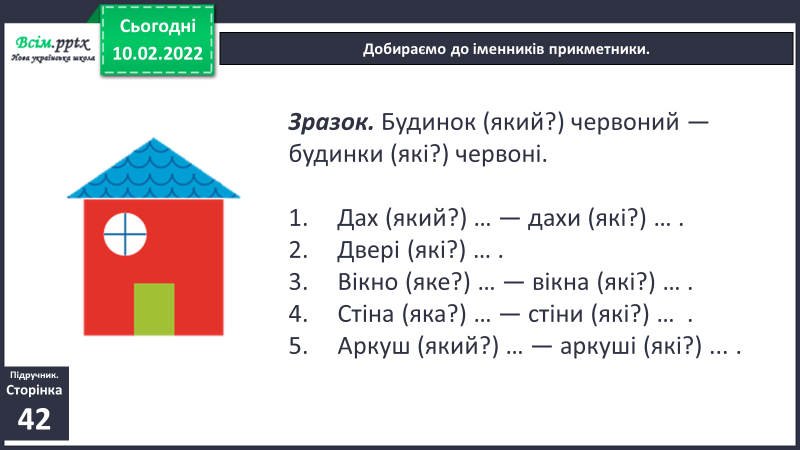 Сьогодні
10.02.2022
Всім.pptx
Нова українська школа
Добираємо до іменників прикметники.
Зразок. Будинок (який?) червоний —
будинки (які?) червоні.
1. Дах (який?) … — дахи (які?) … .
2. Двері (які?) … .
3. Вікно (яке?) … — вікна (які?) … .
4. Стіна (яка?) … — стіни (які?) … .
5. Аркуш (який?) … — аркуші (які?) ... .
Підручник.
Сторінка
42